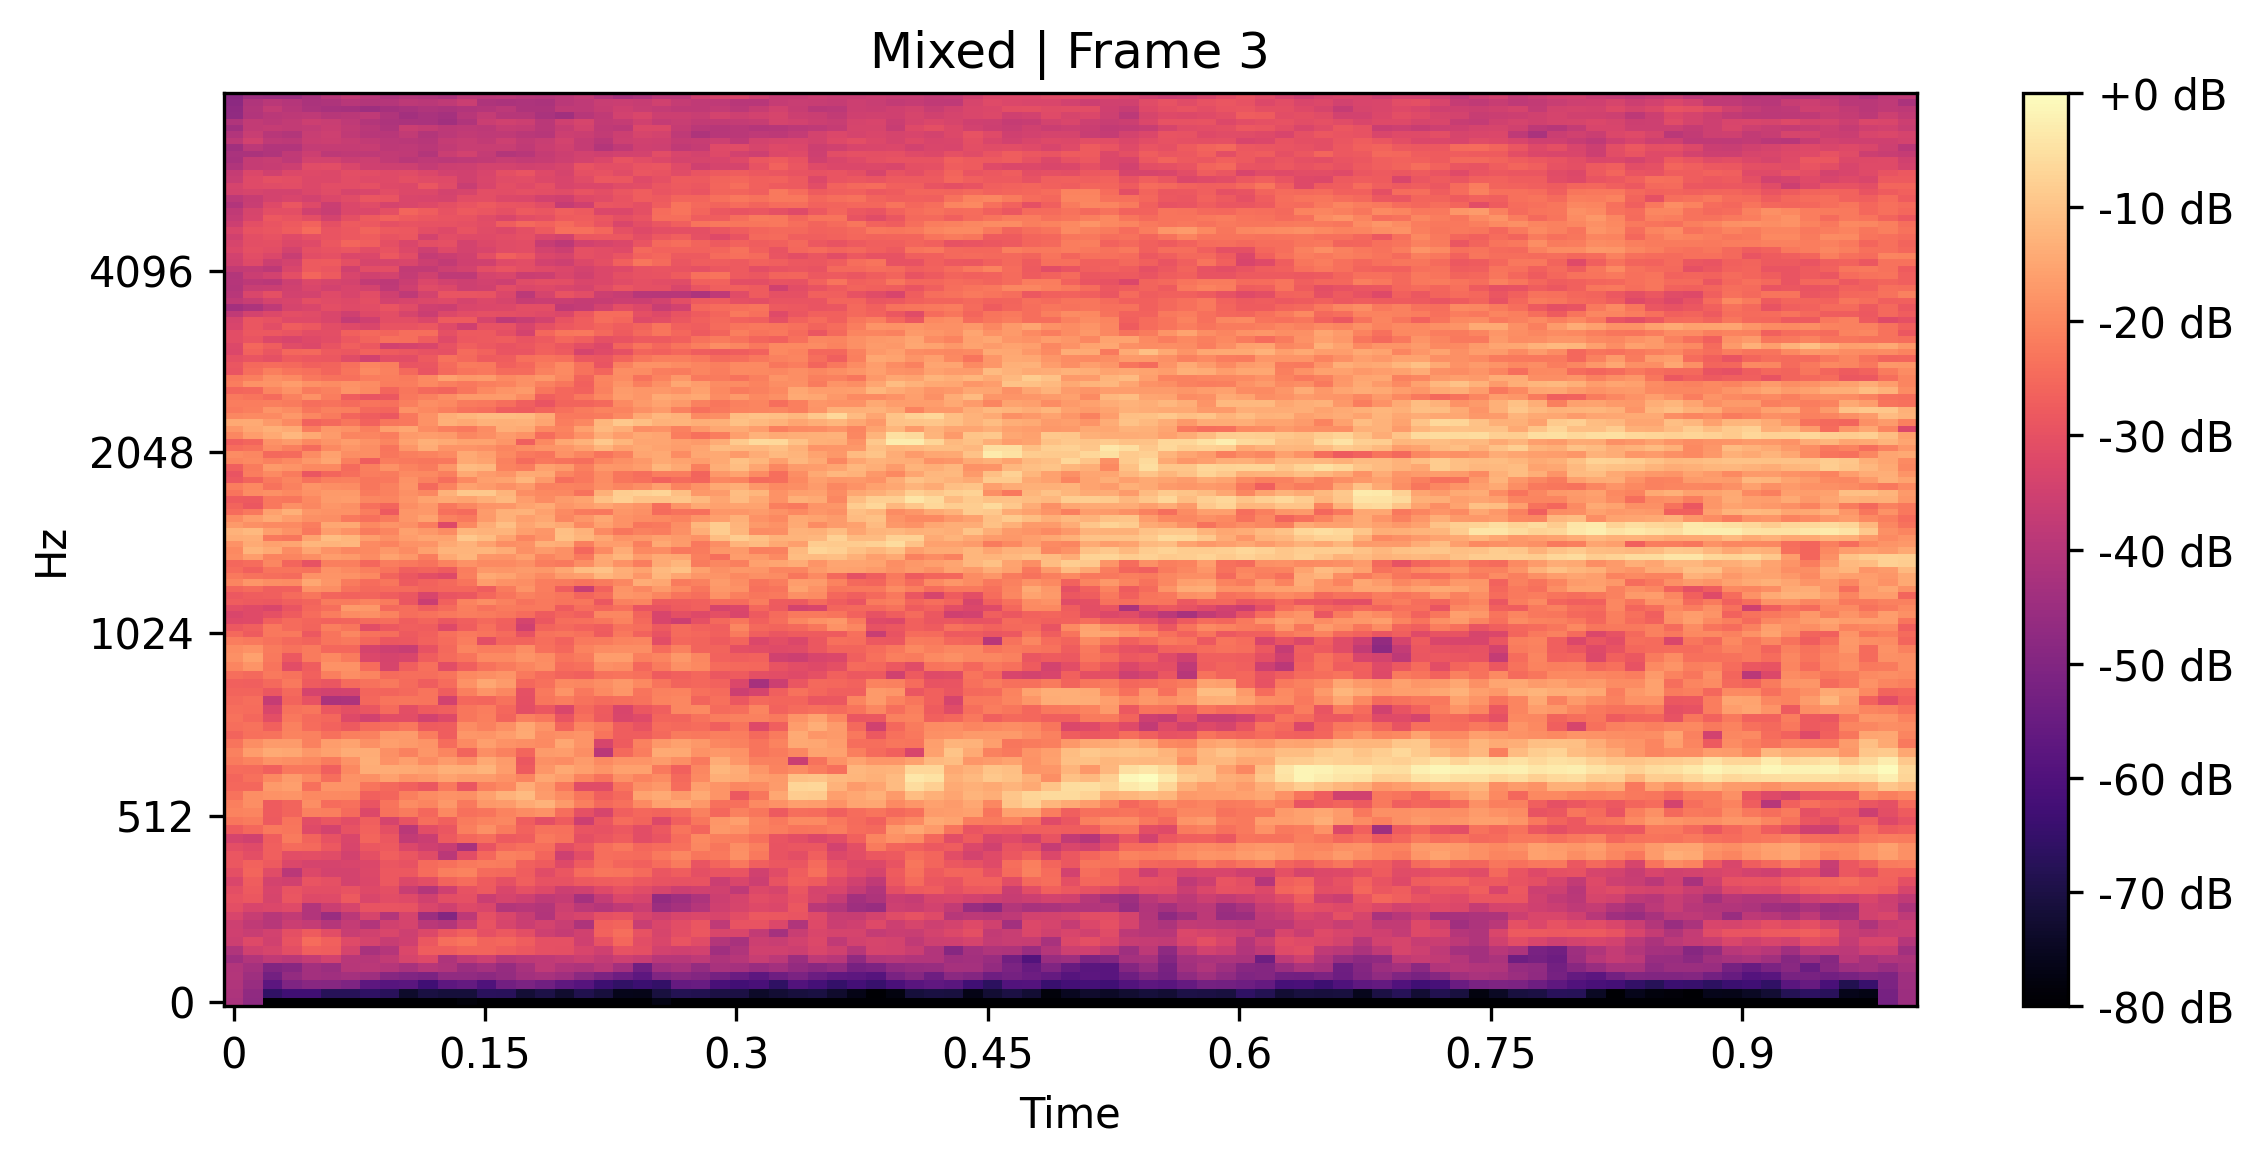 Mixed | Frame 3
+0 dB
-10 dB
-20 dB
-30 dB
-40 dB
-50 dB
-60 dB
-70 dB
-80 dB
Hz
4096
2048
1024
512
0
0 0.15 0.3 0.45 0.6 0.75 0.9
Time